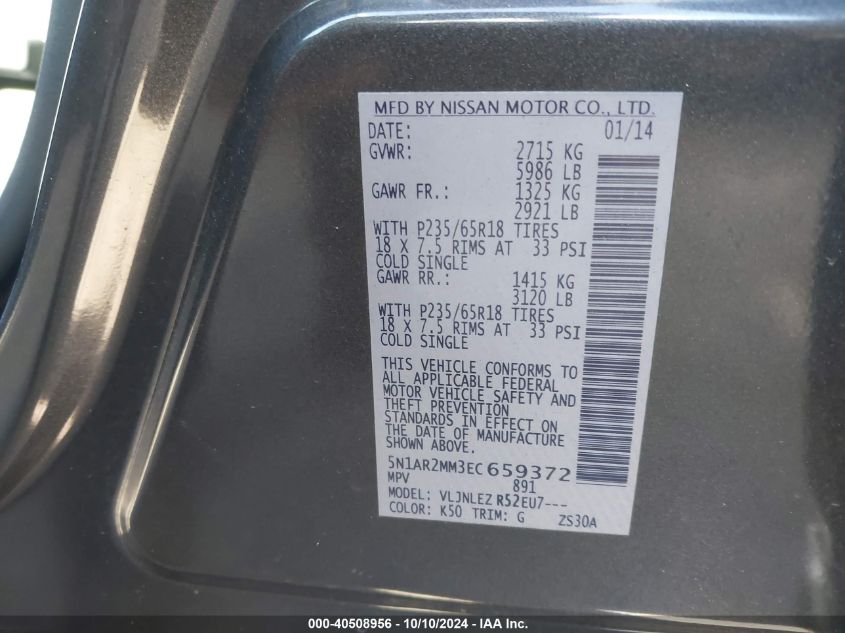 MFD BY NISSAN MOTOR CO., LTD.
DATE: 01/14
GVWR: 2715 KG
5986 LB
GAWR FR.: 1325 KG
2921 LB
WITH P235/65R18 TIRES
18 X 7.5 RIMS AT 33 PSI
COLD SINGLE
GAWR RR.: 1415 KG
3120 LB
WITH P235/65R18 TIRES
18 X 7.5 RIMS AT 33 PSI
COLD SINGLE
THIS VEHICLE CONFORMS TO
ALL APPLICABLE FEDERAL
MOTOR VEHICLE SAFETY AND
THEFT PREVENTION
STANDARDS IN EFFECT ON
THE DATE OF MANUFACTURE
SHOWN ABOVE.
5N1AR2MM3EC659372
MPV 891
MODEL: VLJNLEZ R52EU7---
COLOR: K50 TRIM: G ZS30A
000-40508956 - 10/10/2024 - IAA Inc.